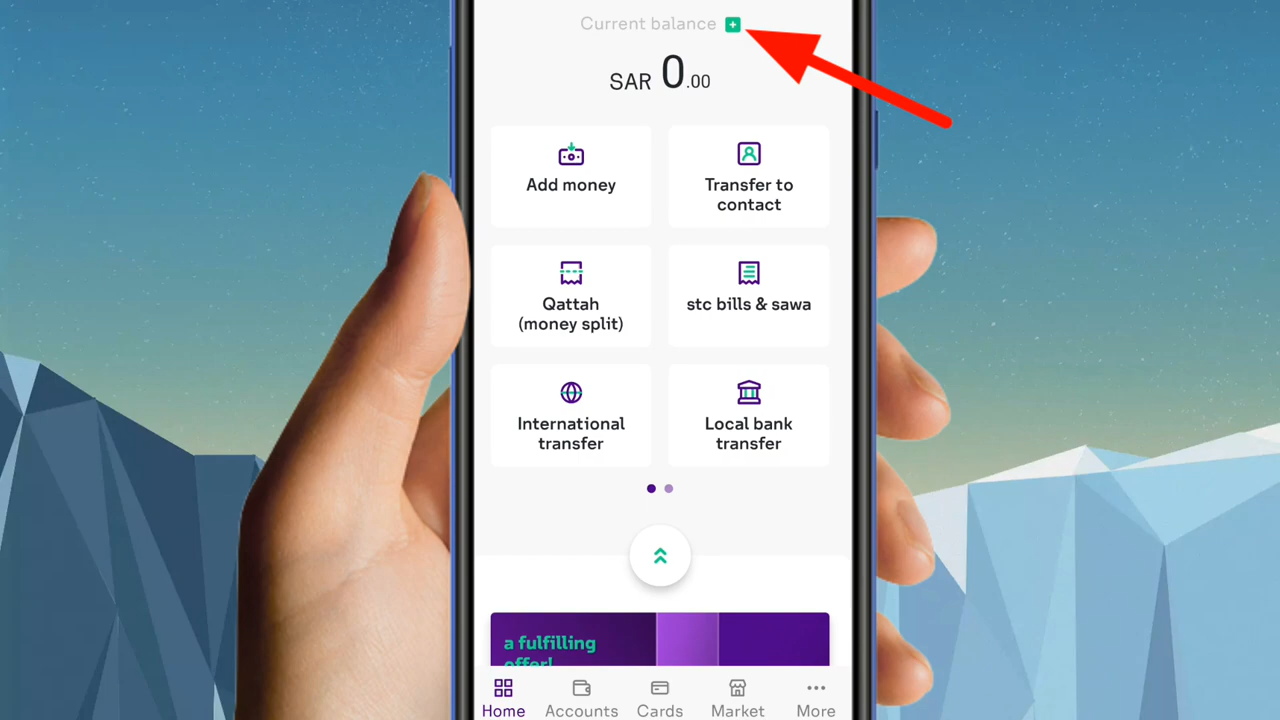 Current balance
SAR 0.00
Add money
Transfer to
contact
Qattah
(money split)
stc bills & sawa
International
transfer
Local bank
transfer
a fulfilling
offer!
Home
Accounts
Cards
Market
More